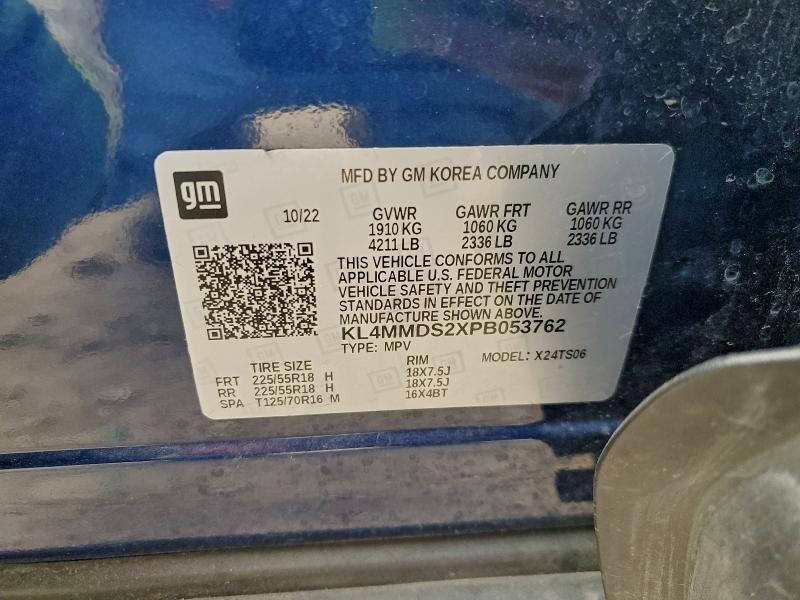 gm
MFD BY GM KOREA COMPANY
10/22
GVWR GAWR FRT GAWR RR
1910 KG 1060 KG 1060 KG
4211 LB 2336 LB 2336 LB
THIS VEHICLE CONFORMS TO ALL
APPLICABLE U.S. FEDERAL MOTOR
VEHICLE SAFETY AND THEFT PREVENTION
STANDARDS IN EFFECT ON THE DATE OF
MANUFACTURE SHOWN ABOVE.
KL4MMDS2XPB053762
TYPE: MPV MODEL: X24TS06
TIRE SIZE RIM
FRT 225/55R18 H 18X7.5J
RR 225/55R18 H 18X7.5J
SPA T125/70R16 M 16X4BT